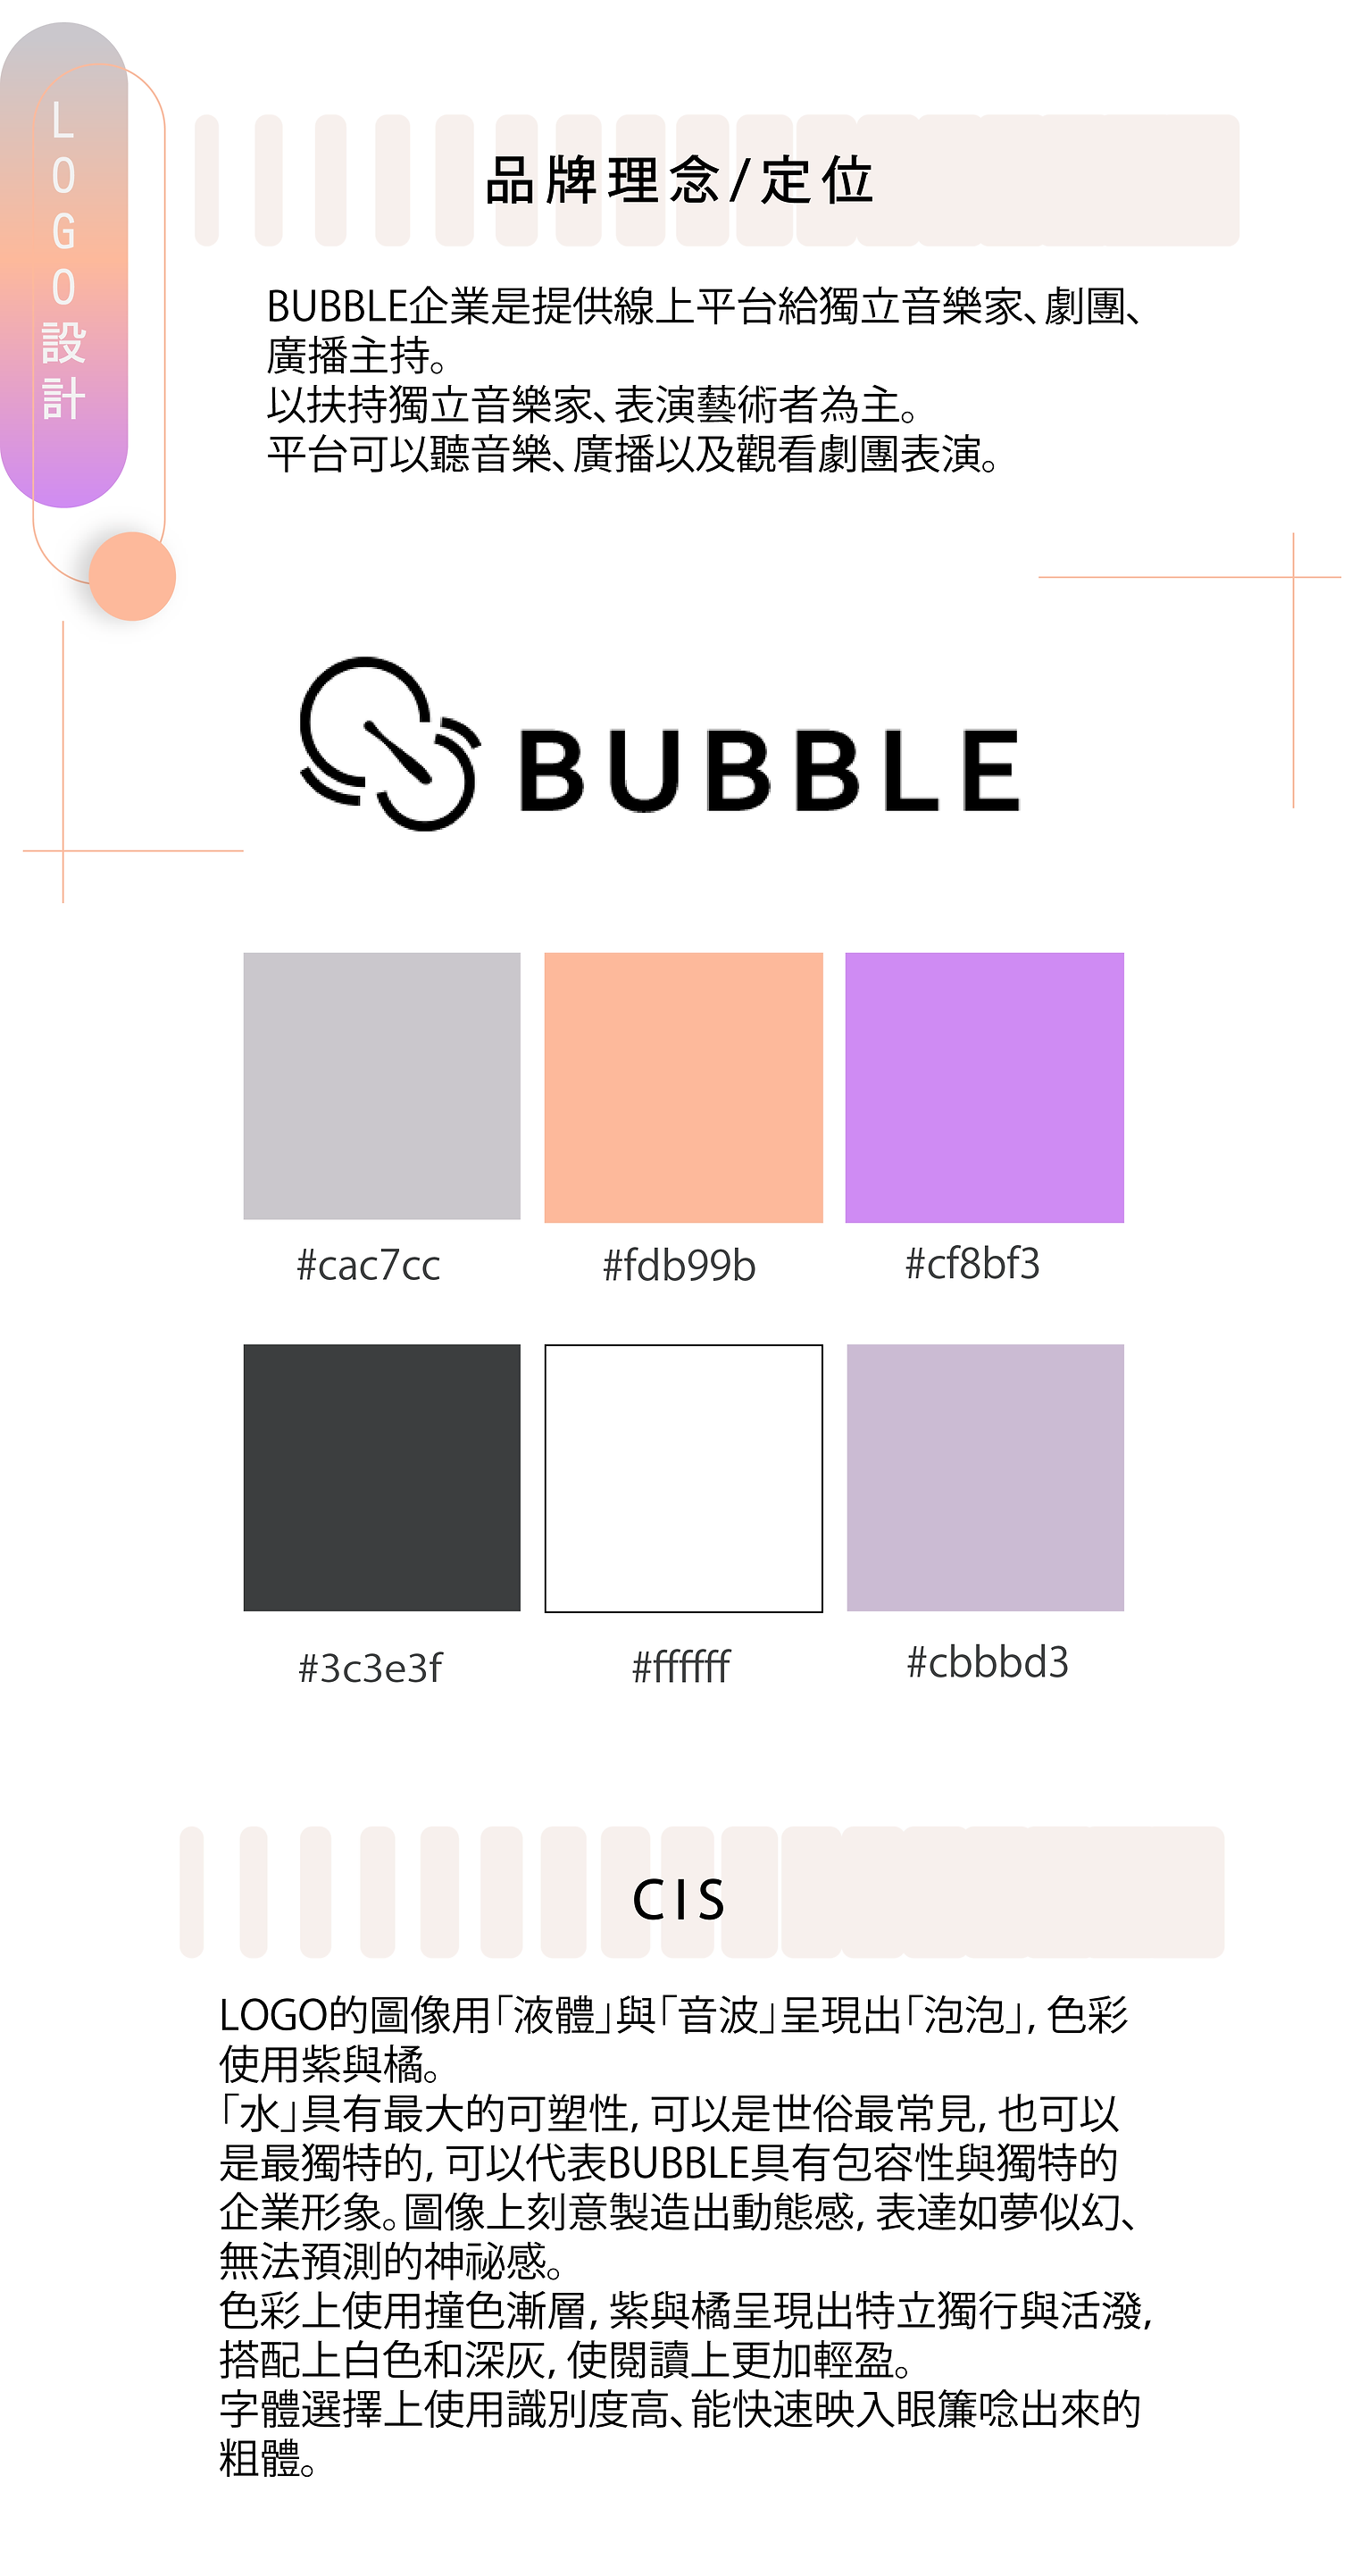 LOGO設計
品牌理念/定位
BUBBLE企業是提供線上平台給獨立音樂家、劇團、
廣播主持。
以扶持獨立音樂家、表演藝術者為主。
平台可以聽音樂、廣播以及觀看劇團表演。
BUBBLE
#cac7cc
#fdb99b
#cf8bf3
#3c3e3f
#ffffff
#cbbbd3
CIS
LOGO的圖像用「液體」與「音波」呈現出「泡泡」, 色彩
使用紫與橘。
「水」具有最大的可塑性, 可以是世俗最常見, 也可以
是最獨特的, 可以代表BUBBLE具有包容性與獨特的
企業形象。圖像上刻意製造出動態感, 表達如夢似幻、
無法預測的神祕感。
色彩上使用撞色漸層, 紫與橘呈現出特立獨行與活潑,
搭配上白色和深灰, 使閱讀上更加輕盈。
字體選擇上使用識別度高、能快速映入眼簾唸出來的
粗體。